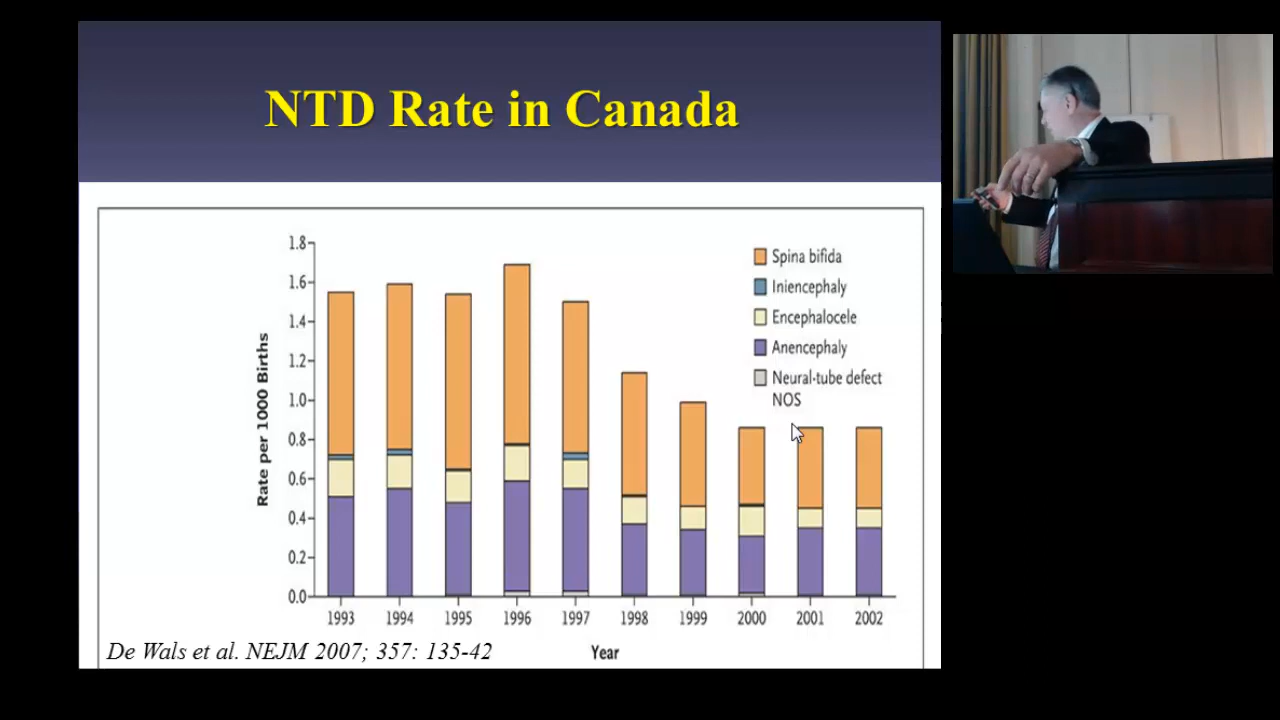 NTD Rate in Canada
1.8
1.6
1.4
1.2
1.0
0.8
0.6
0.4
0.2
0.0
Rate per 1000 Births
Spina bifida
Iniencephaly
Encephalocele
Anencephaly
Neural-tube defect
NOS
1993 1994 1995 1996 1997 1998 1999 2000 2001 2002
Year
De Wals et al. NEJM 2007; 357: 135-42